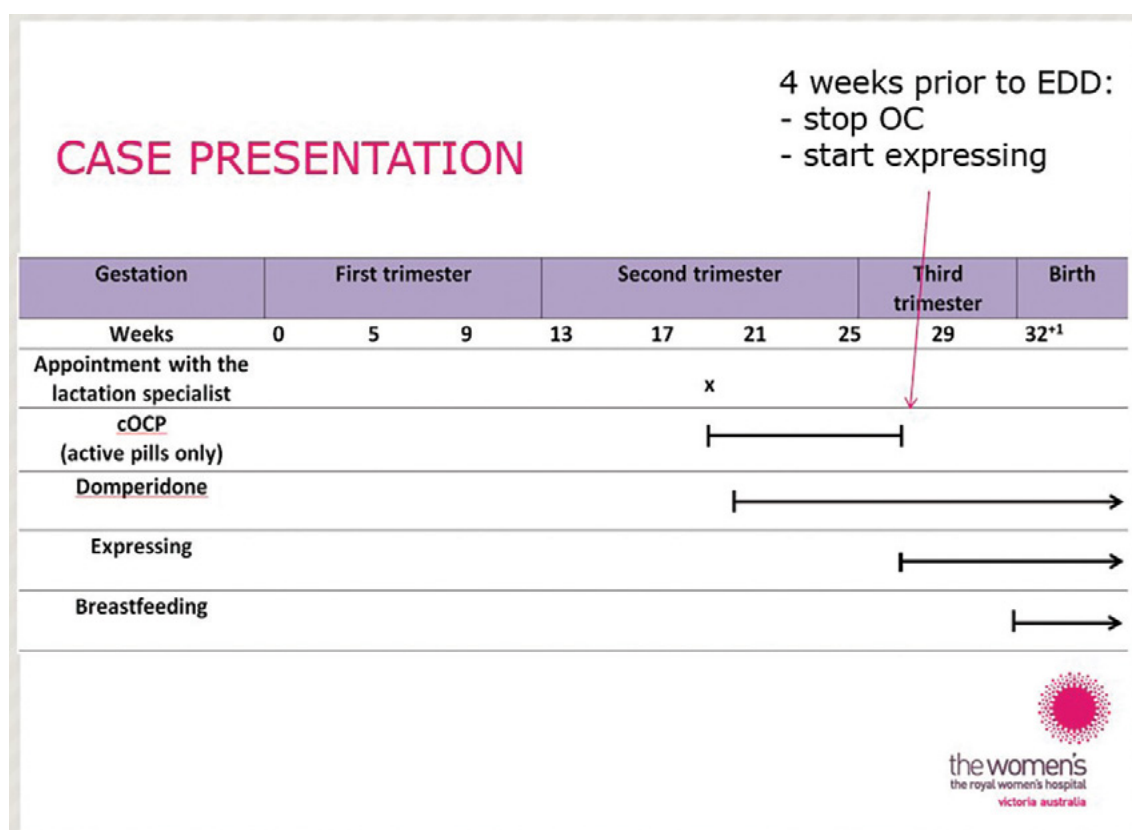 4 weeks prior to EDD:
- stop OC
- start expressing
CASE PRESENTATION
Gestation First trimester Second trimester Third trimester Birth
Weeks 0 5 9 13 17 21 25 29 32+1
Appointment with the
lactation specialist x
cOCP
(active pills only)
Domperidone
Expressing
Breastfeeding
the women's
the royal women's hospital
victoria australia